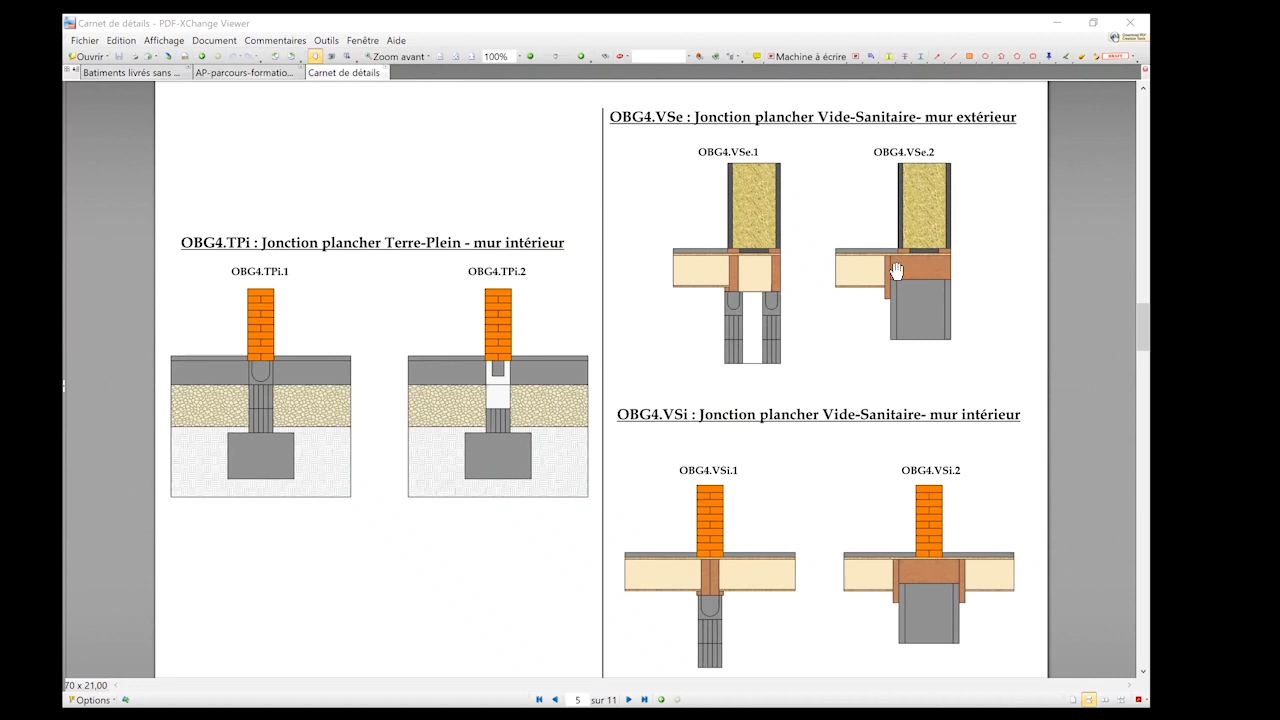 Carnet de détails - PDF-XChange Viewer
Fichier Edition Affichage Document Commentaires Outils Fenêtre Aide
Ouvrir Zoom avant 100% Machine à écrire
Batiments livrés sans ... AP-parcours-formatio... Carnet de détails
OBG4.VSe : Jonction plancher Vide-Sanitaire- mur extérieur
OBG4.VSe.1 OBG4.VSe.2
OBG4.TPi : Jonction plancher Terre-Plein - mur intérieur
OBG4.TPi.1 OBG4.TPi.2
OBG4.VSi : Jonction plancher Vide-Sanitaire- mur intérieur
OBG4.VSi.1 OBG4.VSi.2
70 x 21,00
Options 5 sur 11